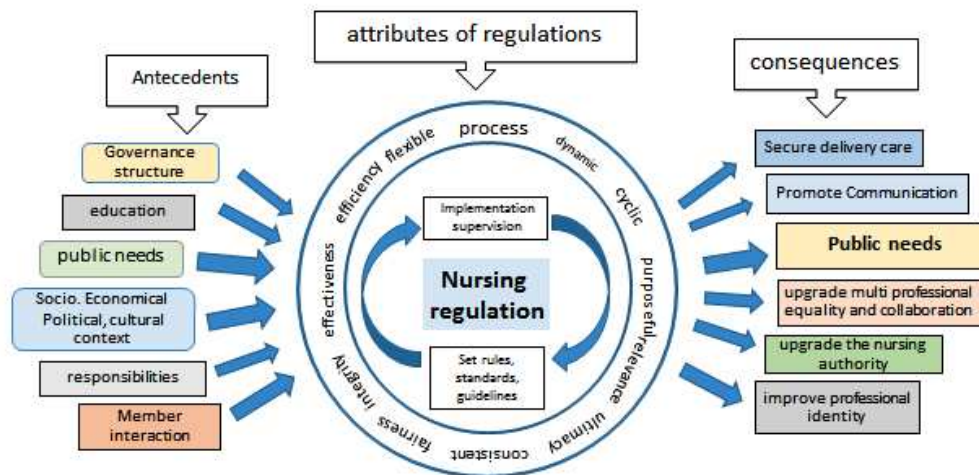 attributes of regulations
Antecedents
consequences
Governance
structure
education
public needs
Socio. Economical
Political, cultural
context
responsibilities
Member
interaction
process
dynamic
cyclic
purposeful
relevance
ultimacy
consistent
fairness
integrity
effectiveness
efficiency
flexible
Implementation
supervision
Nursing
regulation
Set rules,
standards,
guidelines
Secure delivery care
Promote Communication
Public needs
upgrade multi professional
equality and collaboration
upgrade the nursing
authority
improve professional
identity